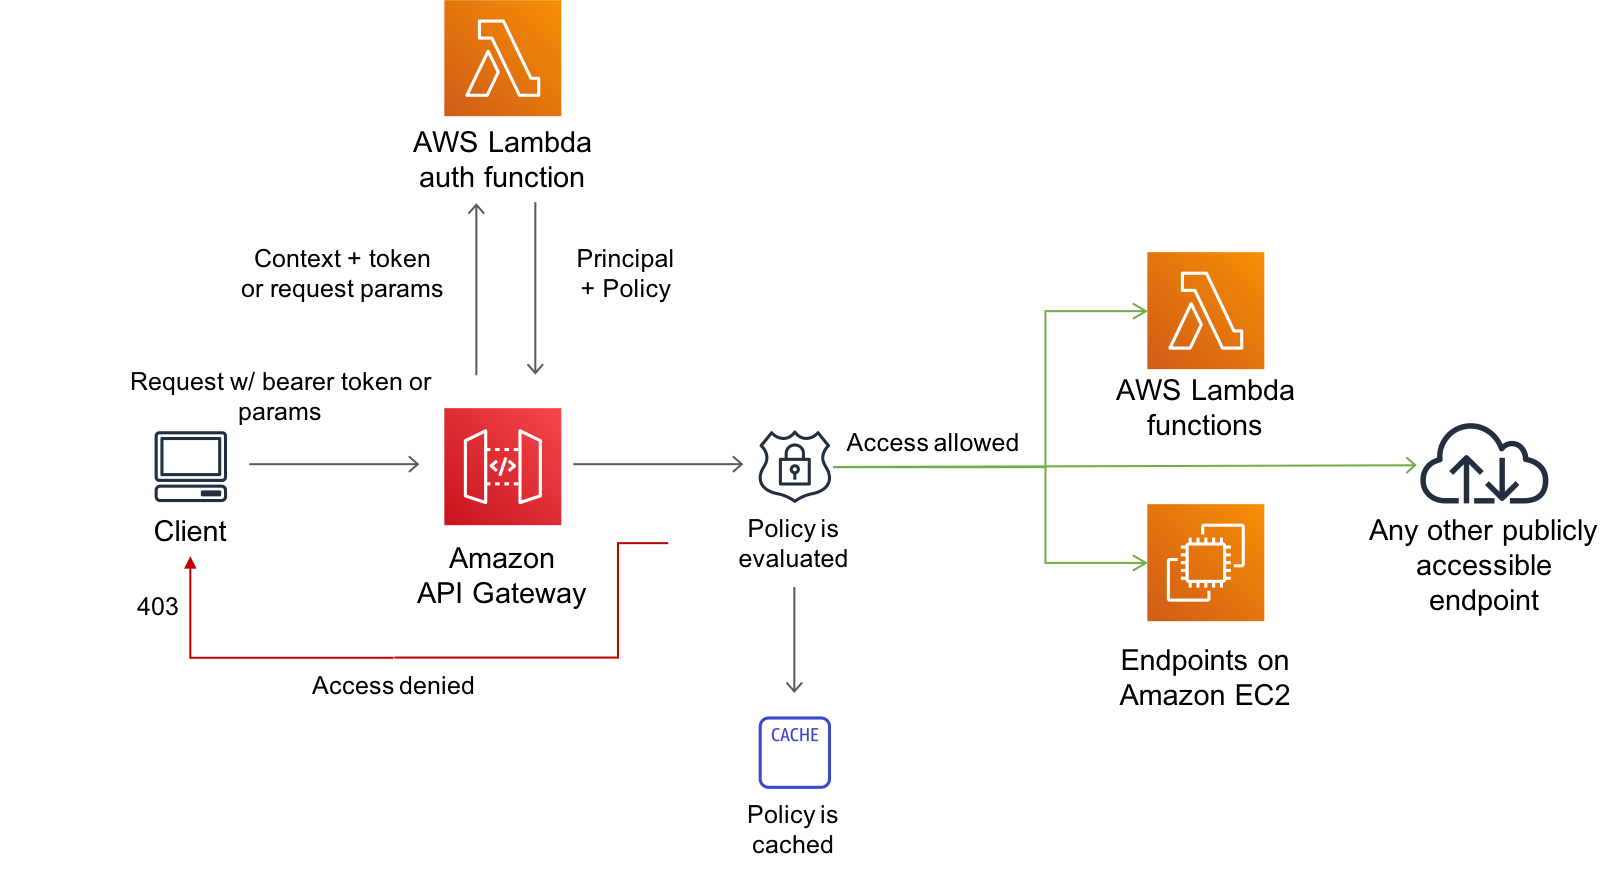 AWS Lambda
auth function
Context + token
or request params
Principal
+ Policy
Request w/ bearer token or
params
Client
</>
Amazon
API Gateway
403
Access denied
Policy is
evaluated
Access allowed
CACHE
Policy is
cached
AWS Lambda
functions
Endpoints on
Amazon EC2
Any other publicly
accessible
endpoint